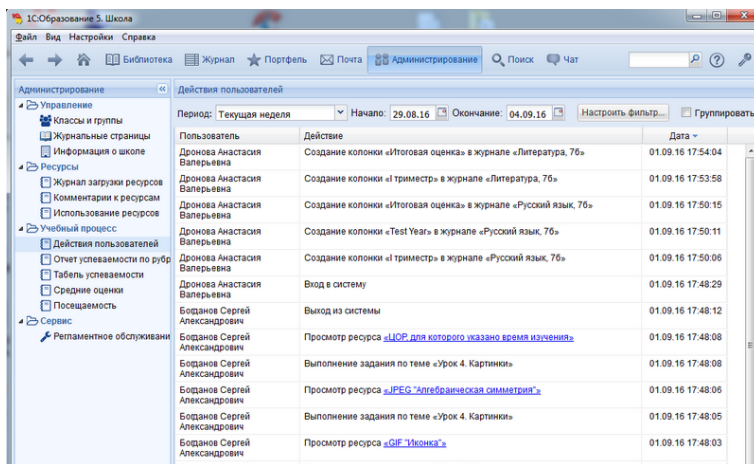 1С:Образование 5. Школа
Файл Вид Настройки Справка
Библиотека Журнал Портфель Почта Администрирование Поиск Чат
Администрирование
Управление
Классы и группы
Журнальные страницы
Информация о школе
Ресурсы
Журнал загрузки ресурсов
Комментарии к ресурсам
Использование ресурсов
Учебный процесс
Действия пользователей
Отчет успеваемости по рубр
Табель успеваемости
Средние оценки
Посещаемость
Сервис
Регламентное обслуживани
Действия пользователей
Период: Текущая неделя Начало: 29.08.16 Окончание: 04.09.16 Настроить фильтр... Группировать
Пользователь Действие Дата
Дронова Анастасия Создание колонки «Итоговая оценка» в журнале «Литература, 7б» 01.09.16 17:54:04
Валерьевна
Дронова Анастасия Создание колонки «I триместр» в журнале «Литература, 7б» 01.09.16 17:53:58
Валерьевна
Дронова Анастасия Создание колонки «Итоговая оценка» в журнале «Русский язык, 7б» 01.09.16 17:50:15
Валерьевна
Дронова Анастасия Создание колонки «Test Year» в журнале «Русский язык, 7б» 01.09.16 17:50:11
Валерьевна
Дронова Анастасия Создание колонки «I триместр» в журнале «Русский язык, 7б» 01.09.16 17:50:06
Валерьевна
Дронова Анастасия Вход в систему 01.09.16 17:48:29
Валерьевна
Богданов Сергей Выход из системы 01.09.16 17:48:12
Александрович
Богданов Сергей Просмотр ресурса «ЦОР, для которого указано время изучения» 01.09.16 17:48:08
Александрович
Богданов Сергей Выполнение задания по теме «Урок 4. Картинки» 01.09.16 17:48:08
Александрович
Богданов Сергей Просмотр ресурса «JPEG "Алгебраическая симметрия"» 01.09.16 17:48:06
Александрович
Богданов Сергей Выполнение задания по теме «Урок 4. Картинки» 01.09.16 17:48:05
Александрович
Богданов Сергей Просмотр ресурса «GIF "Иконка"» 01.09.16 17:48:03
Александрович